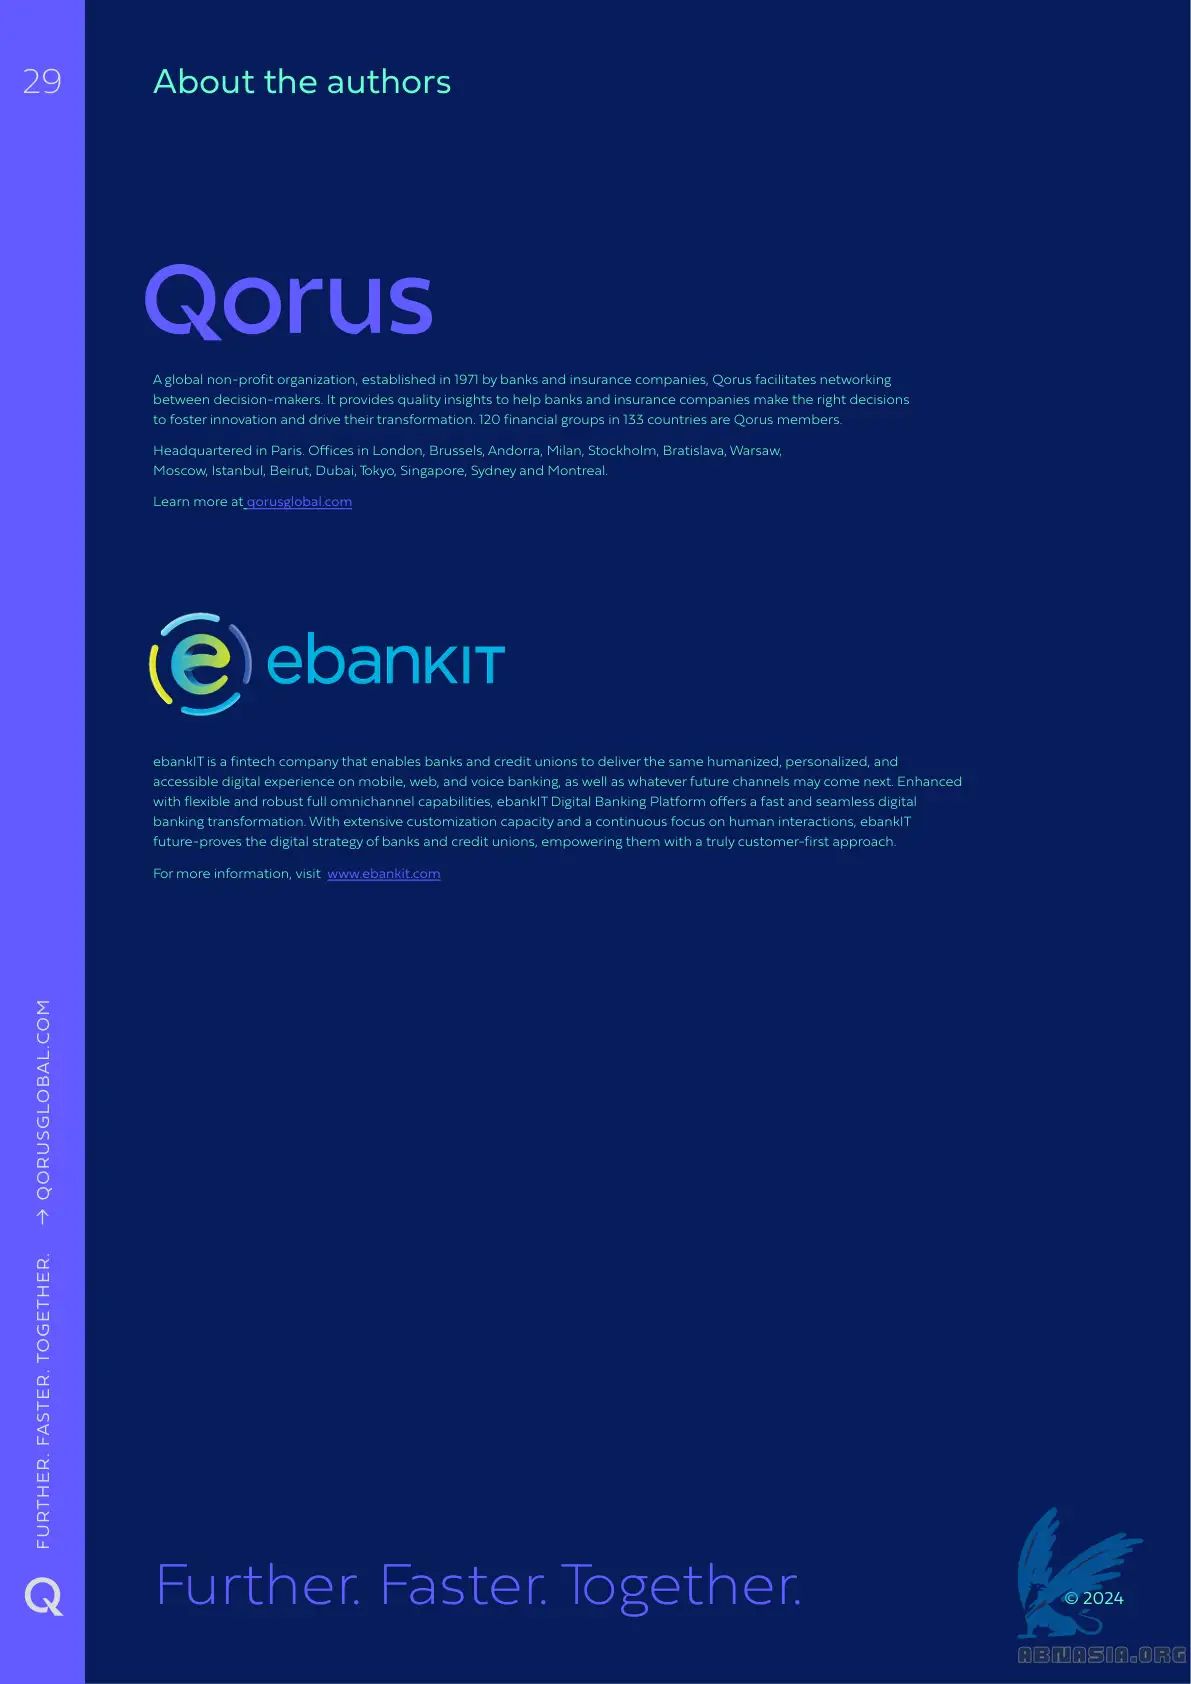 29
About the authors
Qorus
A global non-profit organization, established in 1971 by banks and insurance companies, Qorus facilitates networking
between decision-makers. It provides quality insights to help banks and insurance companies make the right decisions
to foster innovation and drive their transformation. 120 financial groups in 133 countries are Qorus members.
Headquartered in Paris. Offices in London, Brussels, Andorra, Milan, Stockholm, Bratislava, Warsaw,
Moscow, Istanbul, Beirut, Dubai, Tokyo, Singapore, Sydney and Montreal.
Learn more at qorusglobal.com
e ebanKIT
ebankIT is a fintech company that enables banks and credit unions to deliver the same humanized, personalized, and
accessible digital experience on mobile, web, and voice banking, as well as whatever future channels may come next. Enhanced
with flexible and robust full omnichannel capabilities, ebankIT Digital Banking Platform offers a fast and seamless digital
banking transformation. With extensive customization capacity and a continuous focus on human interactions, ebankIT
future-proves the digital strategy of banks and credit unions, empowering them with a truly customer-first approach.
For more information, visit www.ebankit.com
Q FURTHER. FASTER. TOGETHER. → QORUSGLOBAL.COM
Further. Faster. Together.
© 2024
ABNASIA.ORG